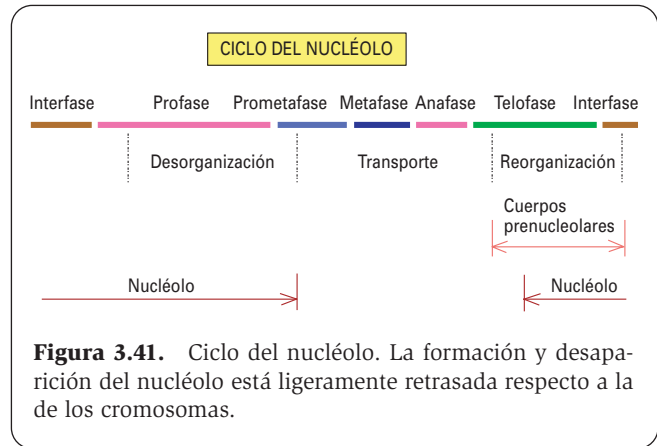 CICLO DEL NUCLÉOLO
Interfase Profase Prometafase Metafase Anafase Telofase Interfase
Desorganización Transporte Reorganización
Cuerpos
prenucleolares
Nucléolo Nucléolo
Figura 3.41. Ciclo del nucléolo. La formación y desapa-
rición del nucléolo está ligeramente retrasada respecto a la
de los cromosomas.